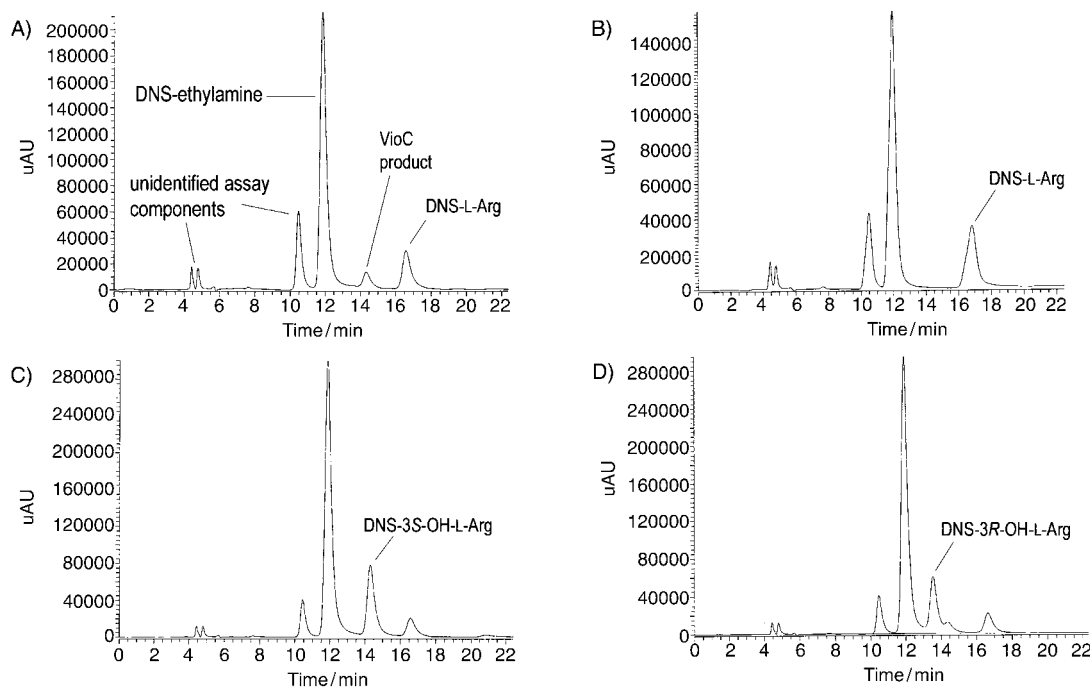 A)
200000
180000
160000
140000
120000
100000
80000
60000
40000
20000
0
uAU
DNS-ethylamine
unidentified assay
components
VioC
product
DNS-L-Arg
0 2 4 6 8 10 12 14 16 18 20 22
Time/min
B)
140000
120000
100000
80000
60000
40000
20000
0
uAU
DNS-L-Arg
0 2 4 6 8 10 12 14 16 18 20 22
Time/min
C)
280000
240000
200000
160000
120000
80000
40000
0
uAU
DNS-3S-OH-L-Arg
0 2 4 6 8 10 12 14 16 18 20 22
Time/min
D)
280000
240000
200000
160000
120000
80000
40000
0
uAU
DNS-3R-OH-L-Arg
0 2 4 6 8 10 12 14 16 18 20 22
Time/min